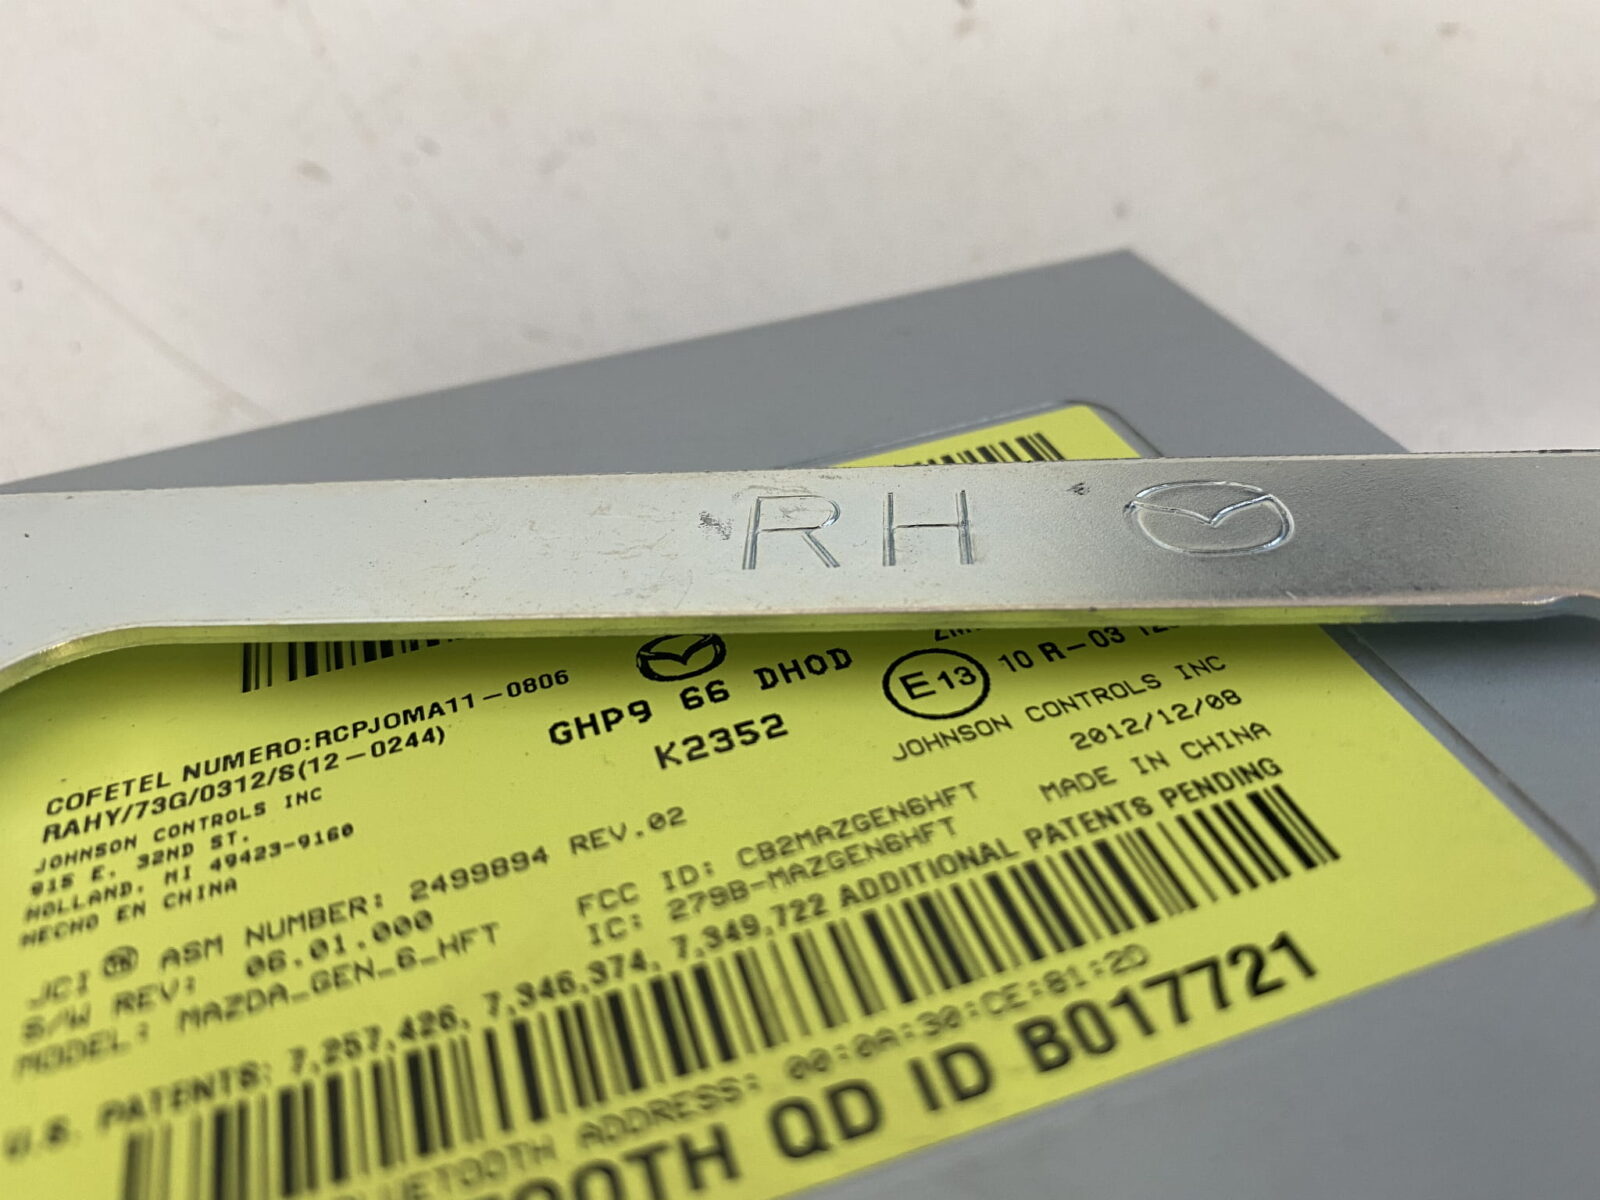 RH
COFETEL NUMERO:RCPJOMA11-0806
RAHY/73G/0312/S(12-0244)
JOHNSON CONTROLS INC
915 E. 32ND ST.
HOLLAND, MI 49423-9160
HECHO EN CHINA
GHP9 66 DH0D
K2352
E13
10 R-03
JOHNSON CONTROLS INC
2012/12/08
MADE IN CHINA
JCI ASM NUMBER: 2499894 REV.02
S/W REV: 06.01.000
MODEL: MAZDA_GEN_6_HFT
FCC ID: CB2MAZGEN6HFT
IC: 279B-MAZGEN6HFT
U.S. PATENTS: 7,257,426, 7,346,374, 7,349,722 ADDITIONAL PATENTS PENDING
BLUETOOTH ADDRESS: 00:0A:30:CE:81:2D
QD ID B017721